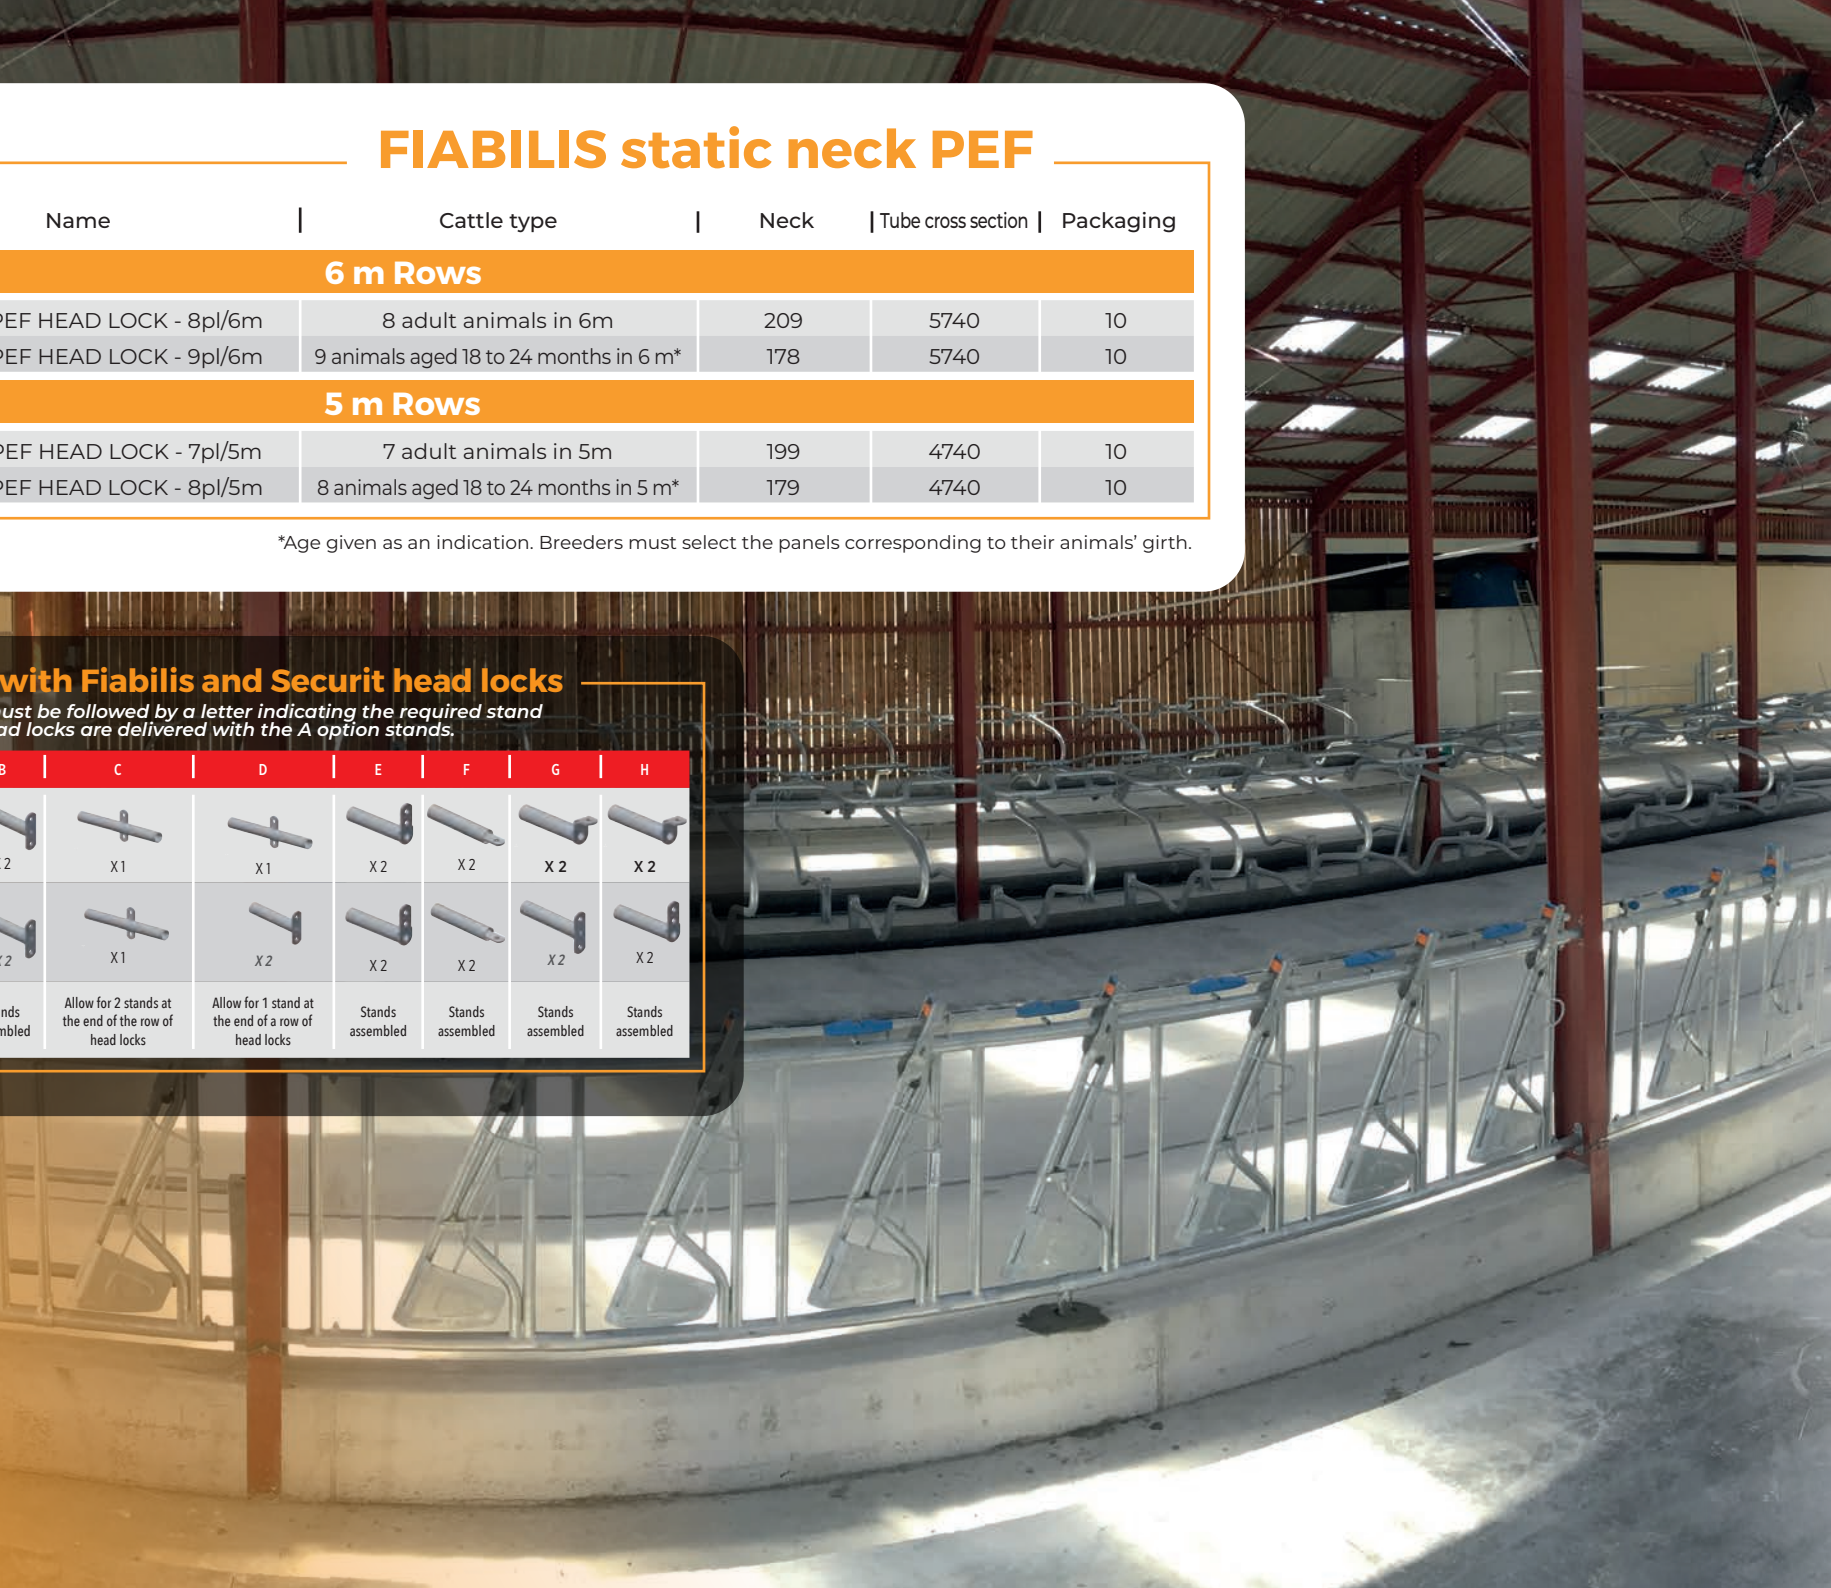 FIABILIS static neck PEF
Name | Cattle type | Neck | Tube cross section | Packaging
6 m Rows
PEF HEAD LOCK - 8pl/6m 8 adult animals in 6m 209 5740 10
PEF HEAD LOCK - 9pl/6m 9 animals aged 18 to 24 months in 6 m* 178 5740 10
5 m Rows
PEF HEAD LOCK - 7pl/5m 7 adult animals in 5m 199 4740 10
PEF HEAD LOCK - 8pl/5m 8 animals aged 18 to 24 months in 5 m* 179 4740 10
*Age given as an indication. Breeders must select the panels corresponding to their animals’ girth.
with Fiabilis and Securit head locks
be followed by a letter indicating the required stand
locks are delivered with the A option stands.
B | C | D | E | F | G | H
X 2 X 1 X 1 X 2 X 2 X 2 X 2
X 2 X 1 X 2 X 2 X 2 X 2 X 2
Allow for 2 stands at
the end of the row of
head locks
Allow for 1 stand at
the end of a row of
head locks
Stands
assembled
Stands
assembled
Stands
assembled
Stands
assembled